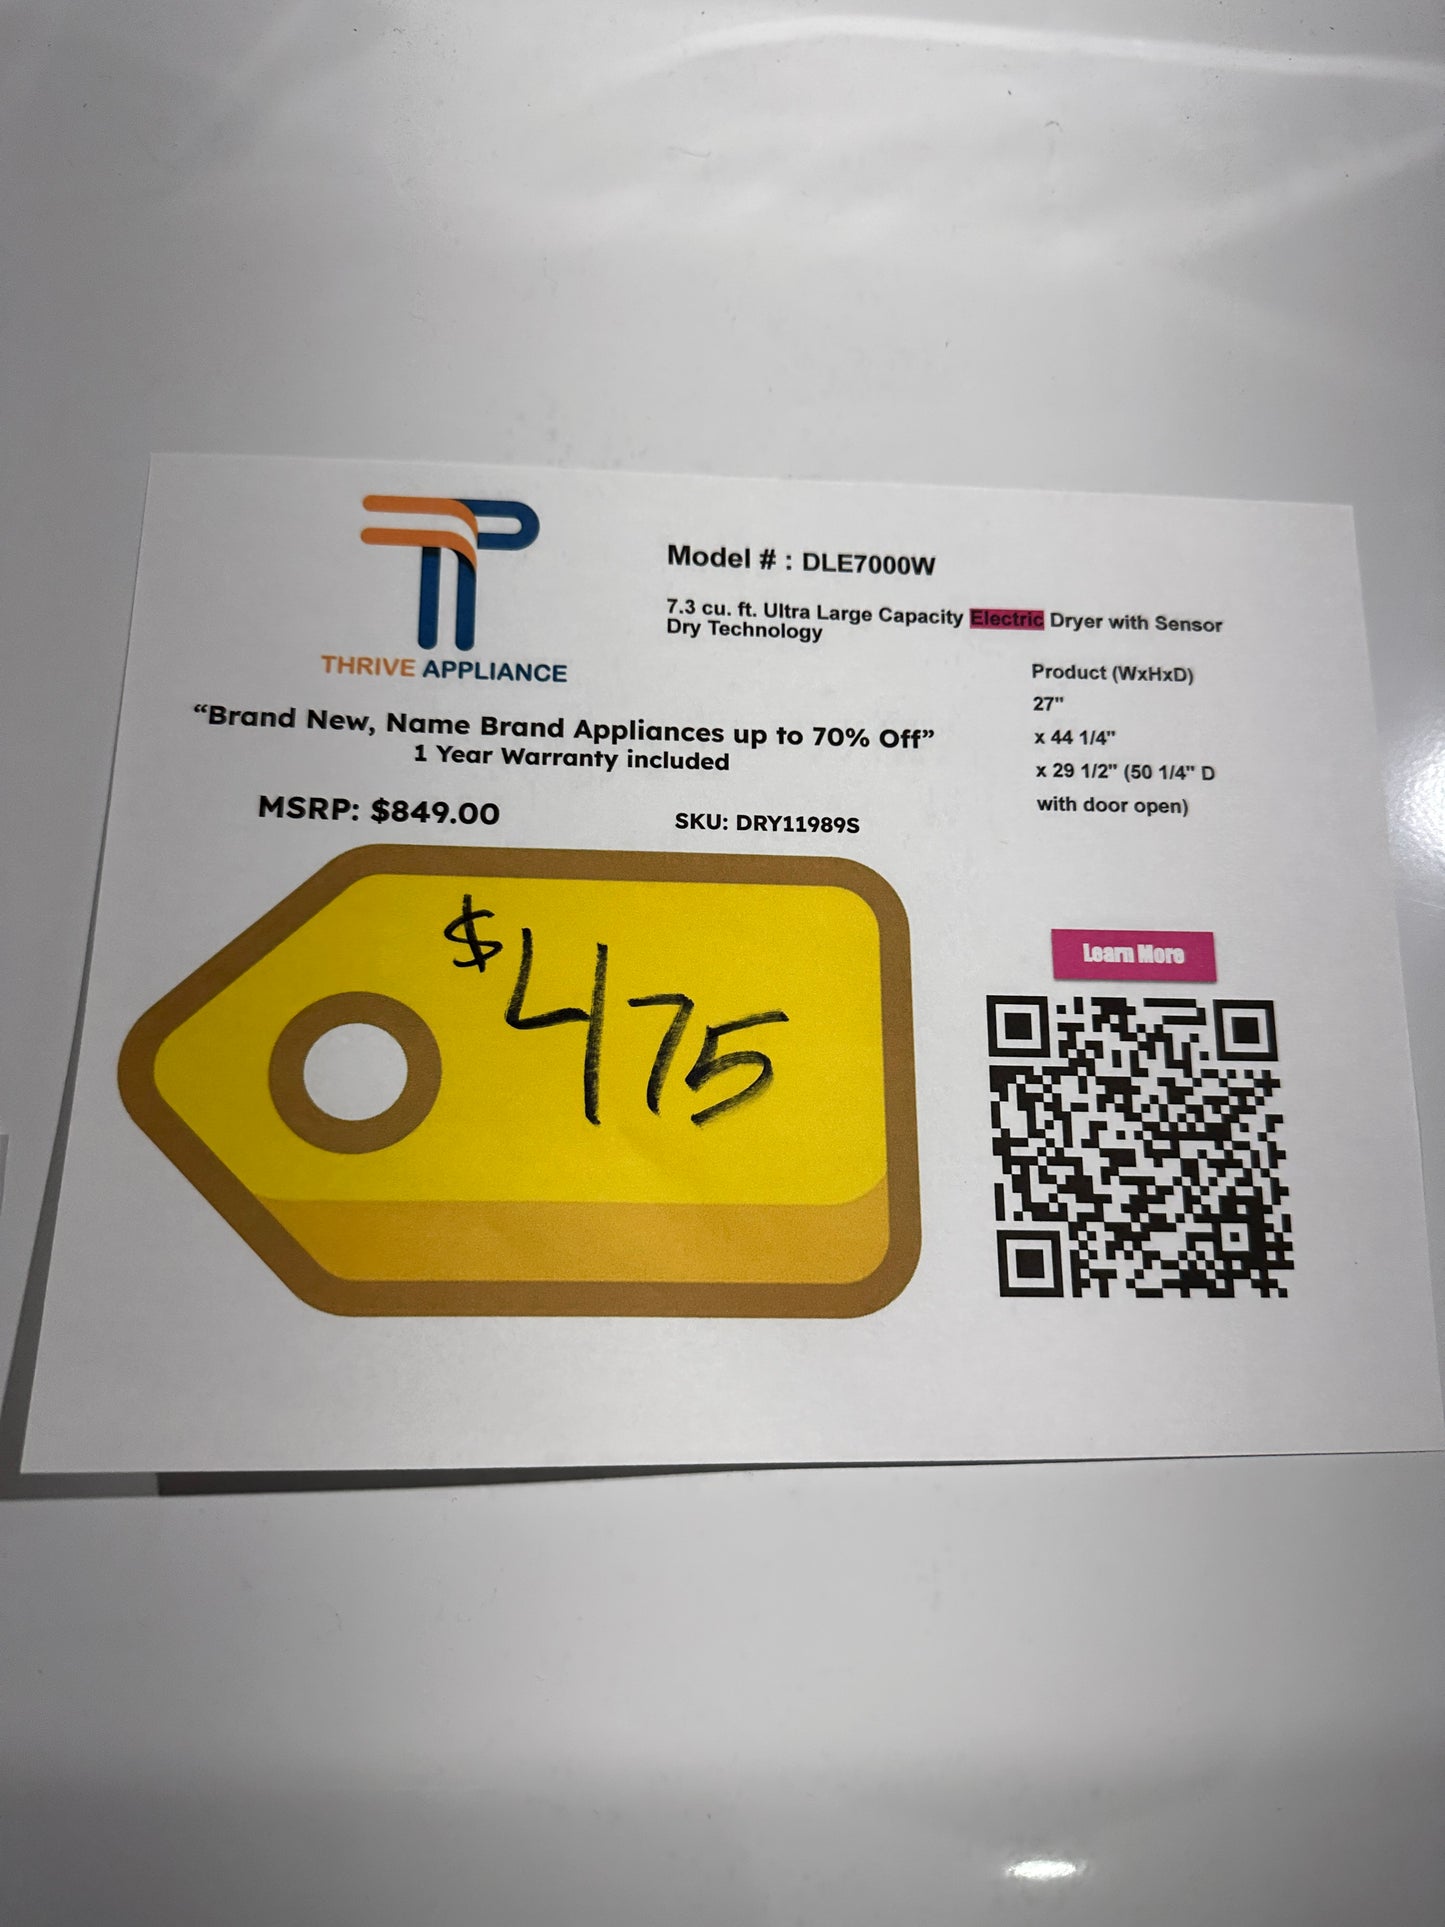 THRIVE APPLIANCE
Model # : DLE7000W
7.3 cu. ft. Ultra Large Capacity Electric Dryer with Sensor
Dry Technology
Product (WxHxD)
27"
x 44 1/4"
x 29 1/2" (50 1/4" D
with door open)
“Brand New, Name Brand Appliances up to 70% Off”
1 Year Warranty included
MSRP: $849.00
SKU: DRY11989S
$475
Learn More